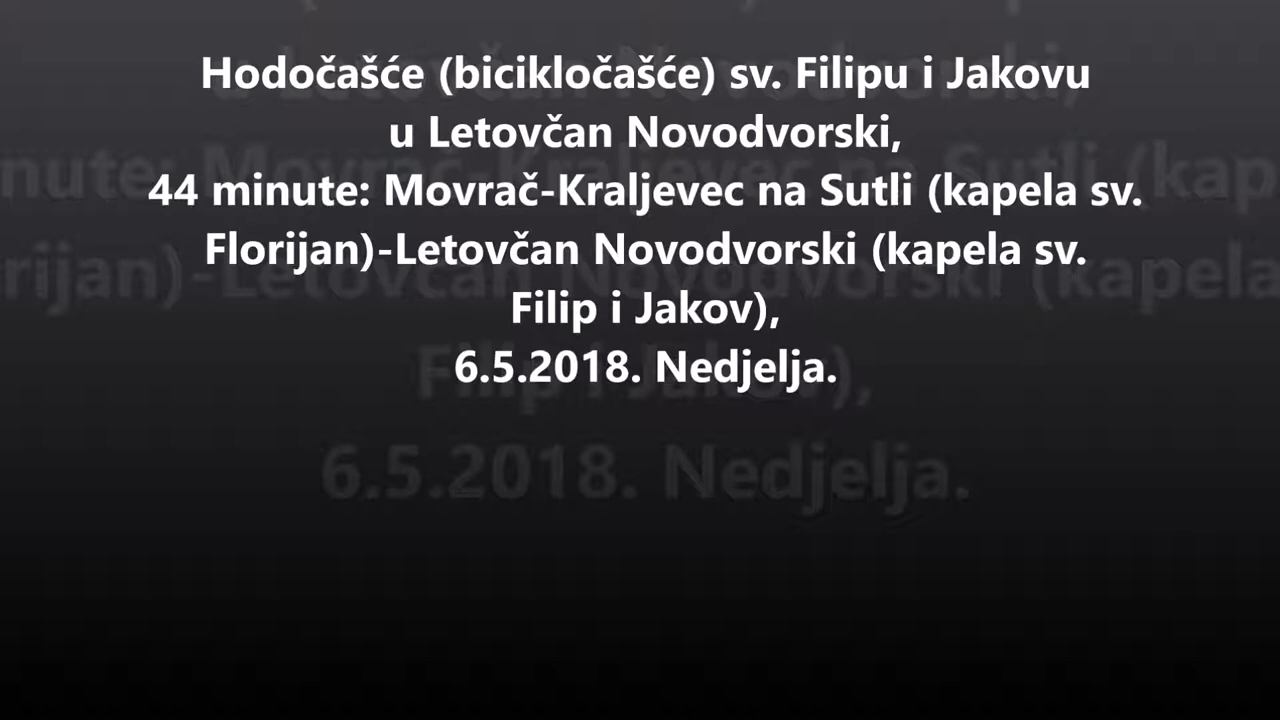 Hodočašće (bicikločašće) sv. Filipu i Jakovu
u Letovčan Novodvorski,
44 minute: Movrač-Kraljevec na Sutli (kapela sv.
Florijan)-Letovčan Novodvorski (kapela sv.
Filip i Jakov),
6.5.2018. Nedjelja.